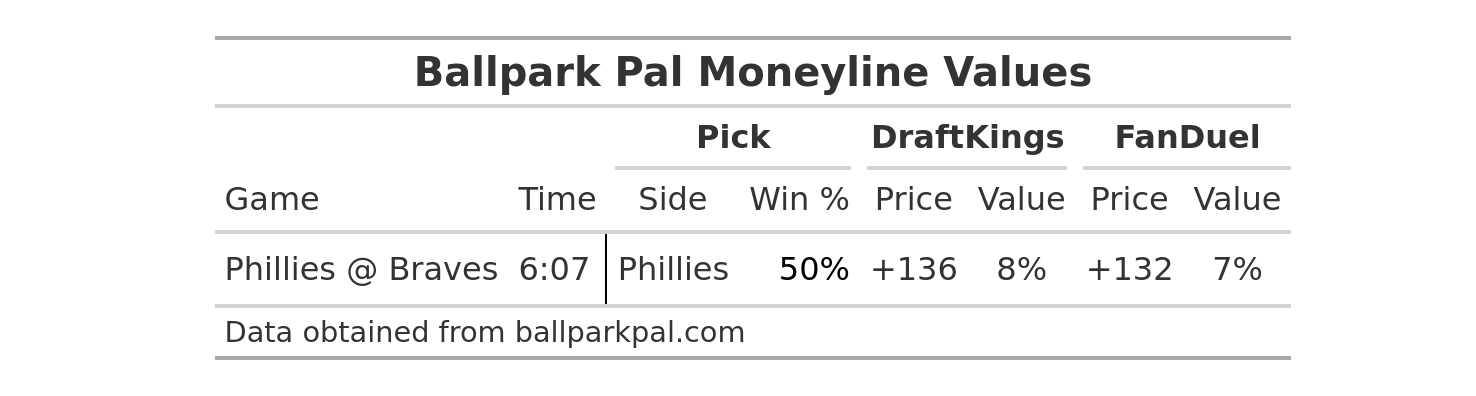 Ballpark Pal Moneyline Values
Pick DraftKings FanDuel
Game Time Side Win % Price Value Price Value
Phillies @ Braves 6:07 Phillies 50% +136 8% +132 7%
Data obtained from ballparkpal.com